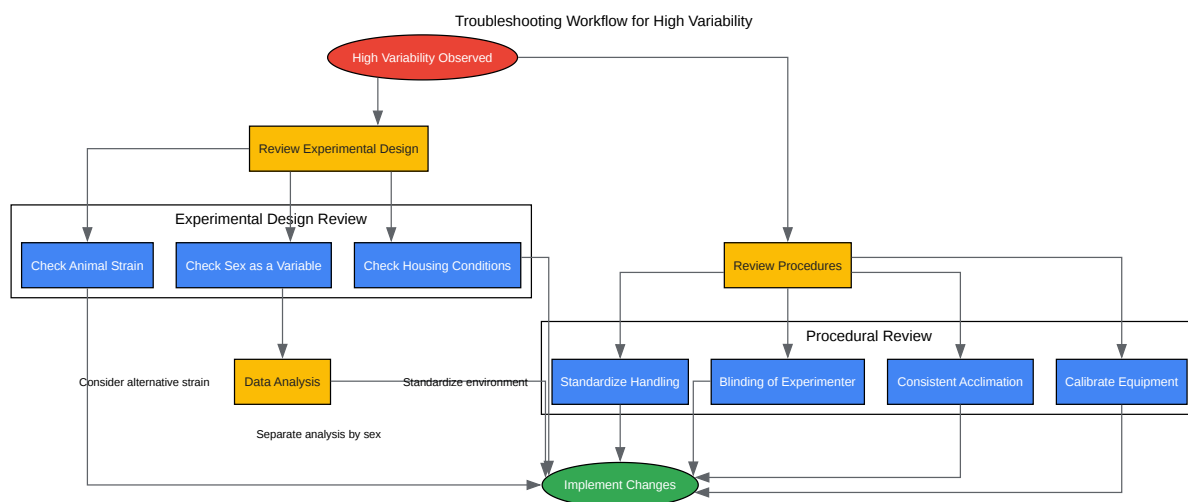 Troubleshooting Workflow for High Variability
High Variability Observed
Review Experimental Design
Experimental Design Review
Check Animal Strain
Check Sex as a Variable
Check Housing Conditions
Review Procedures
Procedural Review
Consider alternative strain
Data Analysis
Standardize environment
Standardize Handling
Blinding of Experimenter
Consistent Acclimation
Calibrate Equipment
Separate analysis by sex
Implement Changes